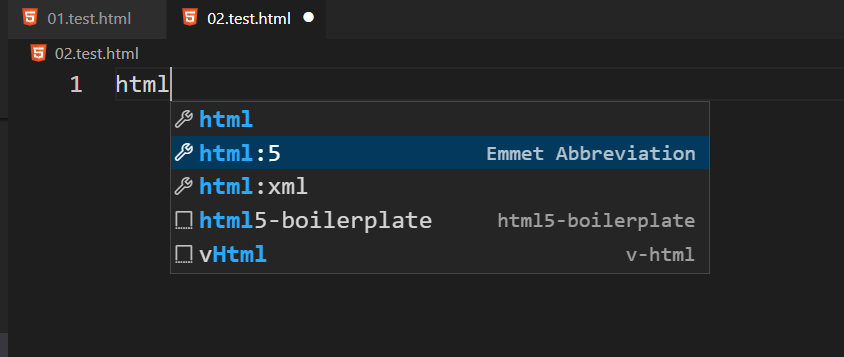 01.test.html 02.test.html
02.test.html
1 html
html
html:5 Emmet Abbreviation
html:xml
html5-boilerplate html5-boilerplate
vHtml v-html